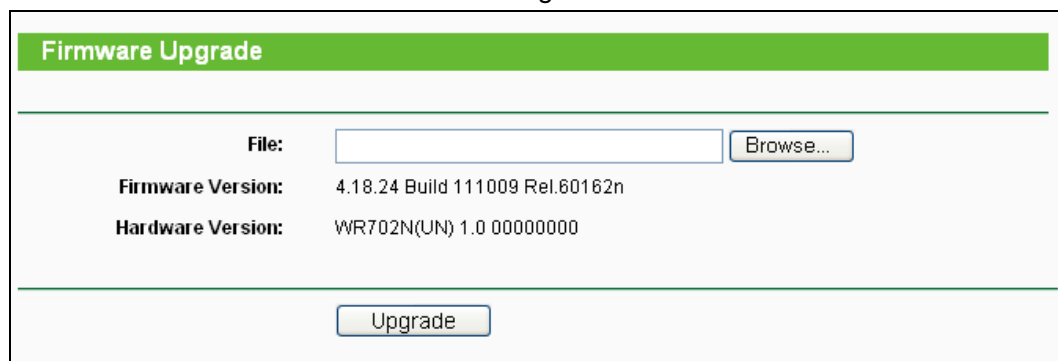 Firmware Upgrade
File:
Browse...
Firmware Version: 4.18.24 Build 111009 Rel.60162n
Hardware Version: WR702N(UN) 1.0 00000000
Upgrade